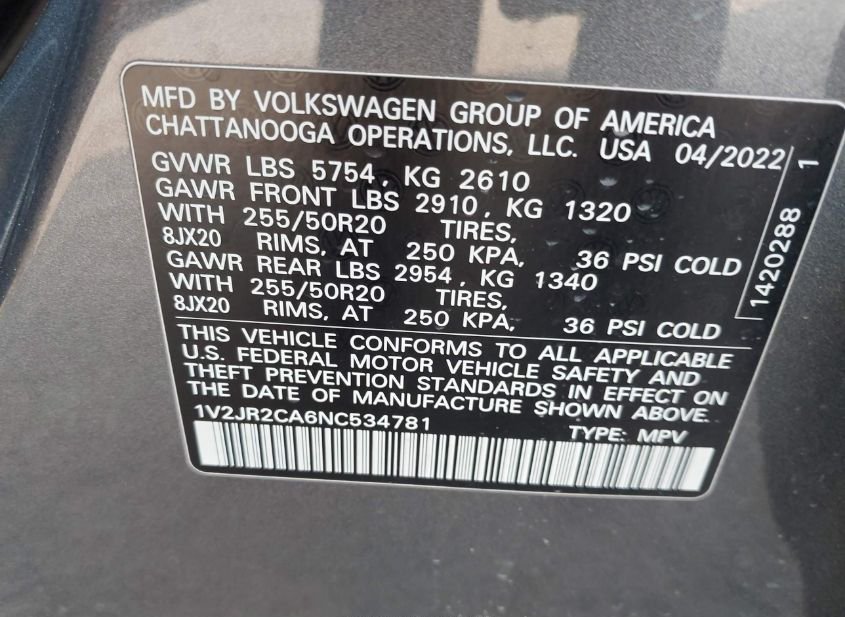 MFD BY VOLKSWAGEN GROUP OF AMERICA
CHATTANOOGA OPERATIONS, LLC. USA 04/2022
GVWR LBS 5754, KG 2610
GAWR FRONT LBS 2910, KG 1320
WITH 255/50R20 TIRES,
8JX20 RIMS, AT 250 KPA, 36 PSI COLD
GAWR REAR LBS 2954, KG 1340
WITH 255/50R20 TIRES,
8JX20 RIMS, AT 250 KPA, 36 PSI COLD
THIS VEHICLE CONFORMS TO ALL APPLICABLE
U.S. FEDERAL MOTOR VEHICLE SAFETY AND
THEFT PREVENTION STANDARDS IN EFFECT ON
THE DATE OF MANUFACTURE SHOWN ABOVE.
1V2JR2CA6NC534781 TYPE: MPV
1420288 1